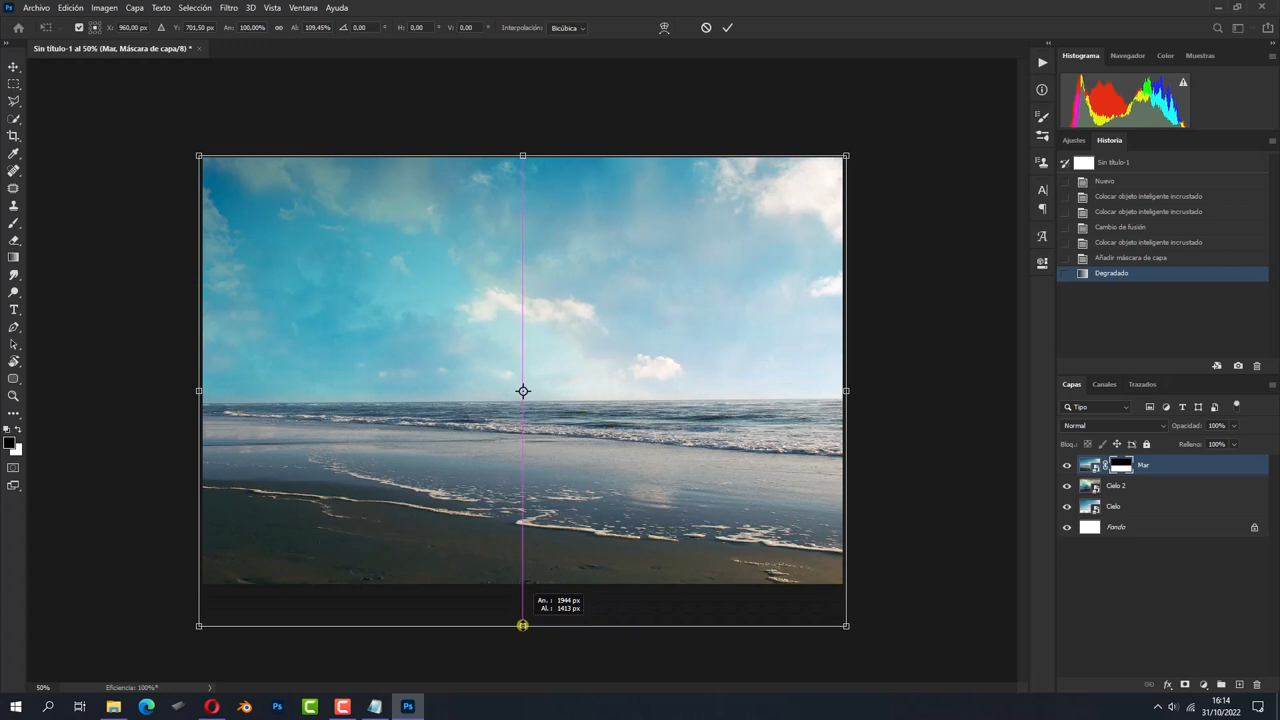 Ps Archivo Edición Imagen Capa Texto Selección Filtro 3D Vista Ventana Ayuda
X: 960,00 px Y: 701,50 px An: 100,00% Al: 109,45% 0,00 ° H: 0,00 ° V: 0,00 ° Interpolación: Bicúbica
Sin título-1 al 50% (Mar, Máscara de capa/8) * ×
Histograma Navegador Color Muestras
Ajustes Historia
Sin título-1
Nuevo
Colocar objeto inteligente incrustado
Colocar objeto inteligente incrustado
Cambio de fusión
Colocar objeto inteligente incrustado
Añadir máscara de capa
Degradado
Capas Canales Trazados
Tipo
Normal Opacidad: 100%
Bloq.: Relleno: 100%
Mar
Cielo 2
Cielo
Fondo
An.: 1944 px
Al.: 1413 px
50% Eficiencia: 100%*
16:14
31/10/2022